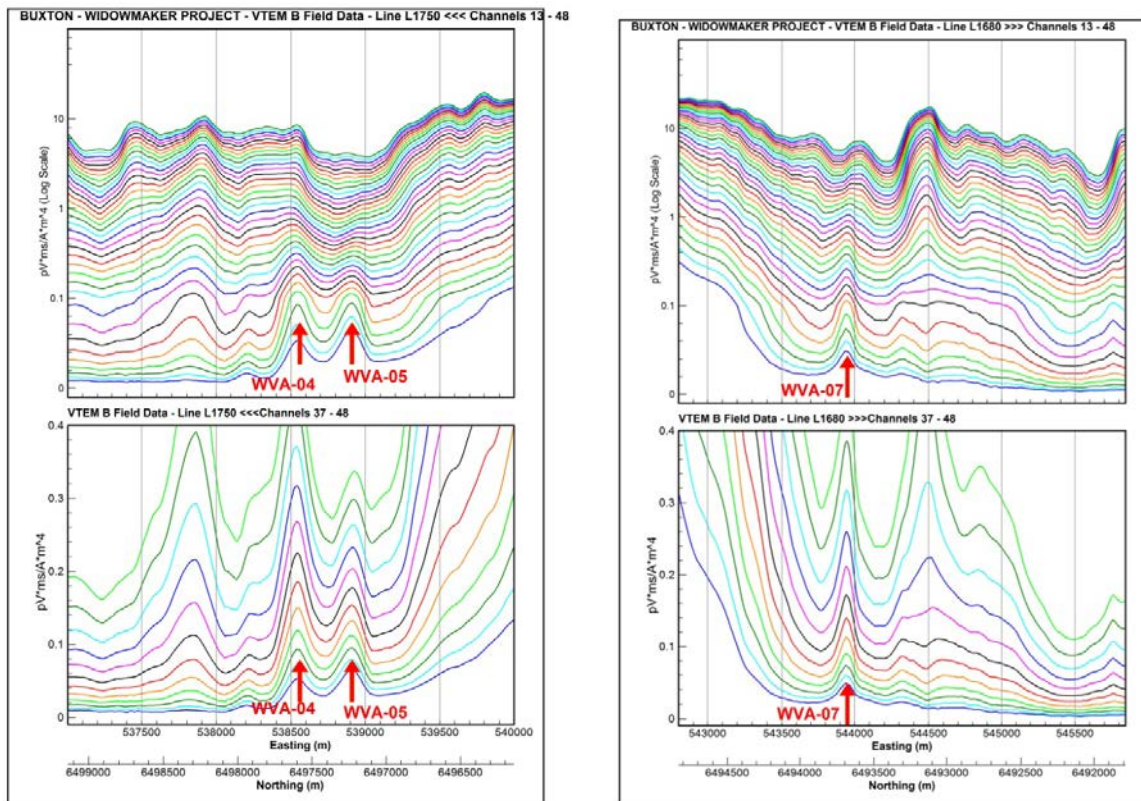 BUXTON - WIDOWMAKER PROJECT - VTEM B Field Data - Line L1750 <<< Channels 13 - 48
pV*ms/A*m^4 (Log Scale)
10
1
0.1
0
WVA-04
WVA-05
VTEM B Field Data - Line L1750 <<<Channels 37 - 48
pV*ms/A*m^4
0.4
0.3
0.2
0.1
0
WVA-04
WVA-05
537500 538000 538500 539000 539500 540000
Easting (m)
6499000 6498500 6498000 6497500 6497000 6496500
Northing (m)
BUXTON - WIDOWMAKER PROJECT - VTEM B Field Data - Line L1680 >>> Channels 13 - 48
pV*ms/A*m^4 (Log Scale)
10
1
0.1
0
WVA-07
VTEM B Field Data - Line L1680 >>>Channels 37 - 48
pV*ms/A*m^4
0.4
0.3
0.2
0.1
0
WVA-07
543000 543500 544000 544500 545000 545500
Easting (m)
6494500 6494000 6493500 6493000 6492500 6492000
Northing (m)